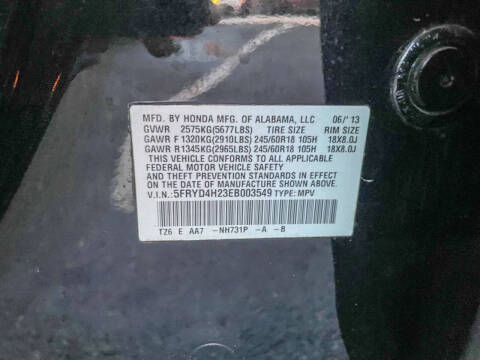 MFD. BY HONDA MFG. OF ALABAMA, LLC 06/'13
GVWR 2575KG(5677LBS) TIRE SIZE RIM SIZE
GAWR F 1320KG(2910LBS) 245/60R18 105H 18X8.0J
GAWR R1345KG(2965LBS) 245/60R18 105H 18X8.0J
THIS VEHICLE CONFORMS TO ALL APPLICABLE
FEDERAL MOTOR VEHICLE SAFETY
AND THEFT PREVENTION STANDARDS IN EFFECT
ON THE DATE OF MANUFACTURE SHOWN ABOVE.
V.I.N.:5FRYD4H23EB003549 TYPE:MPV
TZ6 E AA7 -NH731P -A -B